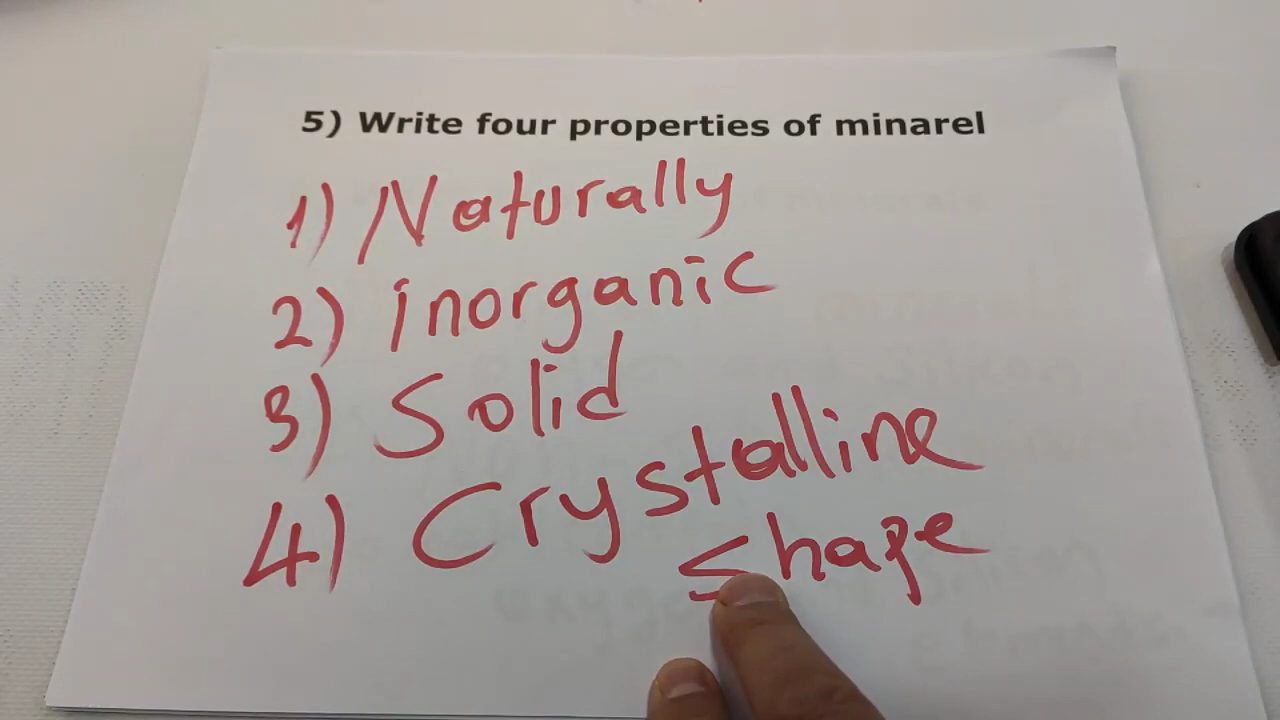 5) Write four properties of minarel
1) Naturally
2) inorganic
3) Solid
4) Crystalline
Shape